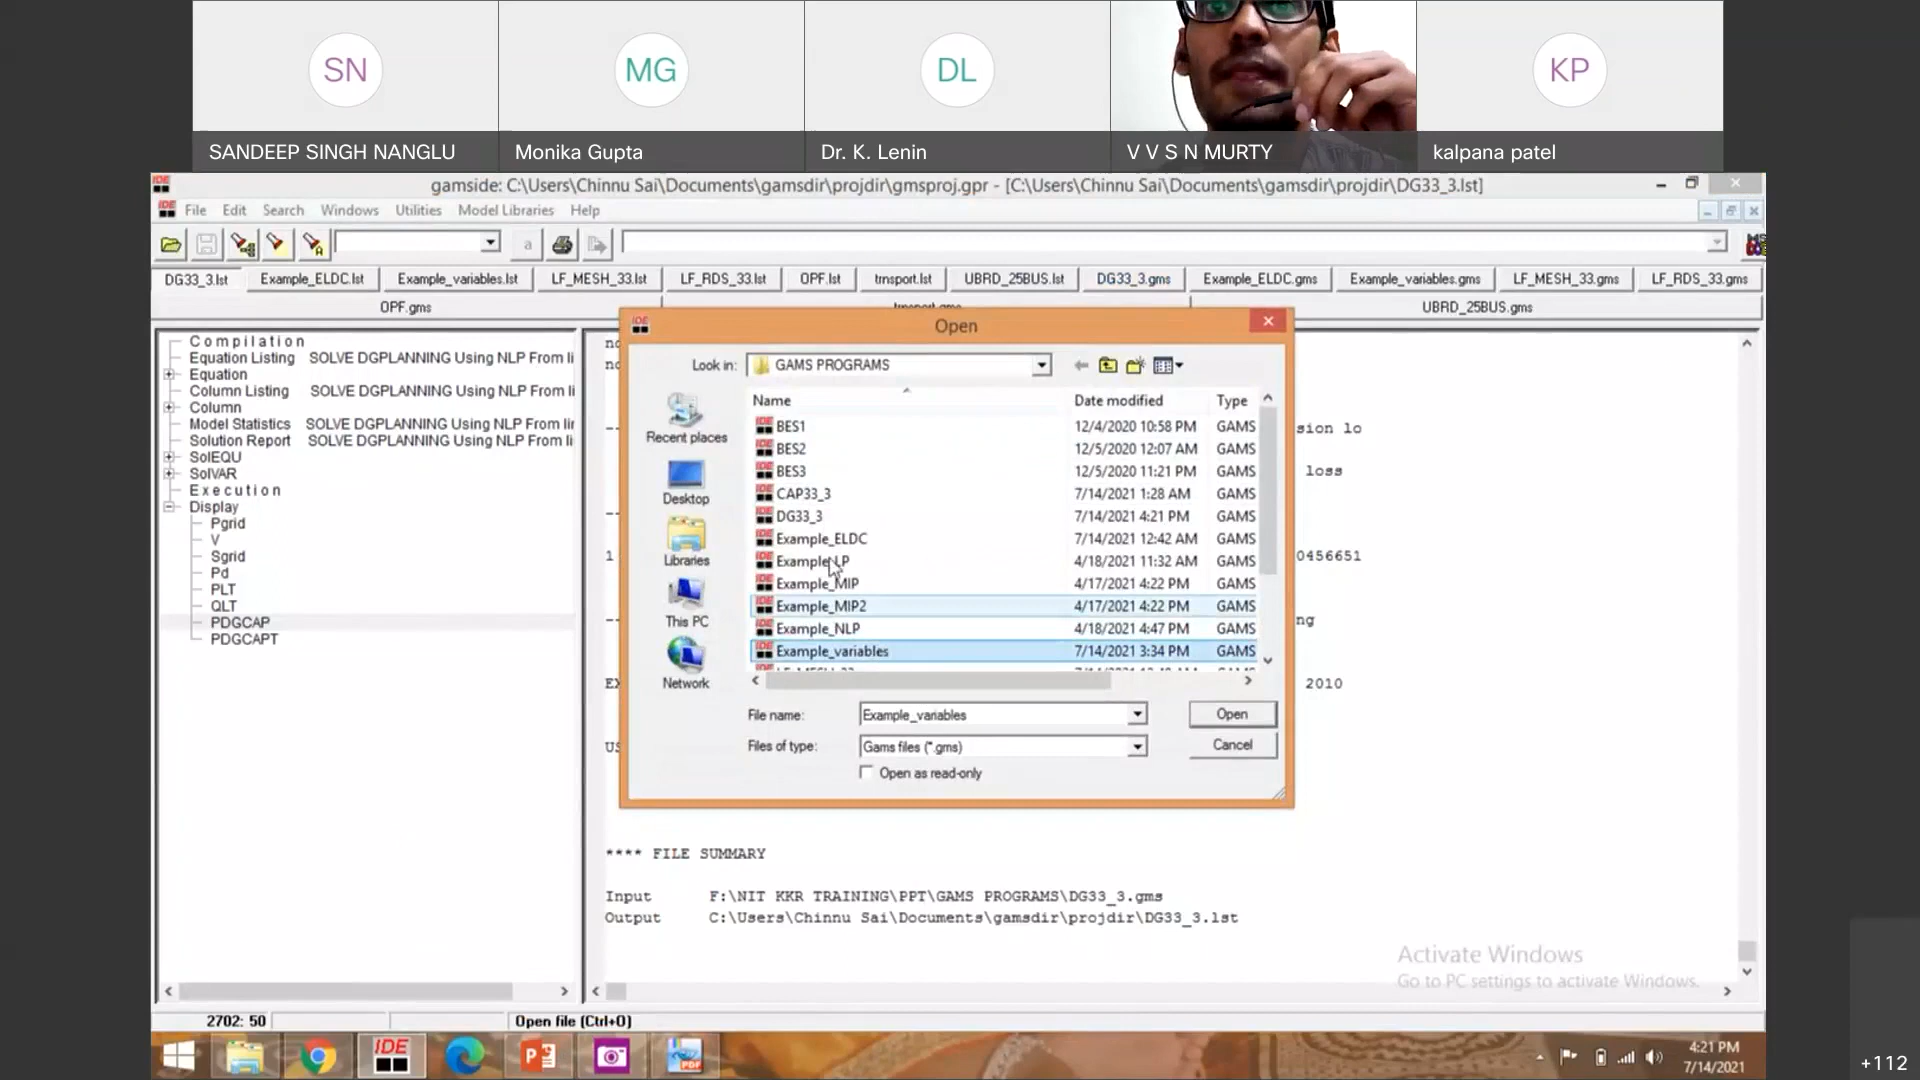 SN
MG
DL
KP
SANDEEP SINGH NANGLU
Monika Gupta
Dr. K. Lenin
V V S N MURTY
kalpana patel
gamside: C:\Users\Chinnu Sai\Documents\gamsdir\projdir\gmsproj.gpr - [C:\Users\Chinnu Sai\Documents\gamsdir\projdir\DG33_3.lst]
File Edit Search Windows Utilities Model Libraries Help
a
DG33_3.lst Example_ELDC.lst Example_variables.lst LF_MESH_33.lst LF_RDS_33.lst OPF.lst trnsport.lst UBRD_25BUS.lst DG33_3.gms Example_ELDC.gms Example_variables.gms LF_MESH_33.gms LF_RDS_33.gms
OPF.gms UBRD_25BUS.gms
Compilation
Equation Listing SOLVE DGPLANNING Using NLP From li
Equation
Column Listing SOLVE DGPLANNING Using NLP From li
Column
Model Statistics SOLVE DGPLANNING Using NLP From lin
Solution Report SOLVE DGPLANNING Using NLP From li
SolEQU
SolVAR
Execution
Display
Pgrid
V
Sgrid
Pd
PLT
QLT
PDGCAP
PDGCAPT
IDE
Open
Look in: GAMS PROGRAMS
Recent places
Desktop
Libraries
This PC
Network
Name Date modified Type
BES1 12/4/2020 10:58 PM GAMS
BES2 12/5/2020 12:07 AM GAMS
BES3 12/5/2020 11:21 PM GAMS
CAP33_3 7/14/2021 1:28 AM GAMS
DG33_3 7/14/2021 4:21 PM GAMS
Example_ELDC 7/14/2021 12:42 AM GAMS
Example_LP 4/18/2021 11:32 AM GAMS
Example_MIP 4/17/2021 4:22 PM GAMS
Example_MIP2 4/17/2021 4:22 PM GAMS
Example_NLP 4/18/2021 4:47 PM GAMS
Example_variables 7/14/2021 3:34 PM GAMS
File name: Example_variables Open
Files of type: Gams files (*.gms) Cancel
Open as read-only
sion lo
loss
1 0456651
ng
EX 2010
**** FILE SUMMARY
Input F:\NIT KKR TRAINING\PPT\GAMS PROGRAMS\DG33_3.gms
Output C:\Users\Chinnu Sai\Documents\gamsdir\projdir\DG33_3.lst
Activate Windows
Go to PC settings to activate Windows.
2702: 50 Open file (Ctrl+O)
IDE
4:21 PM
7/14/2021
+112